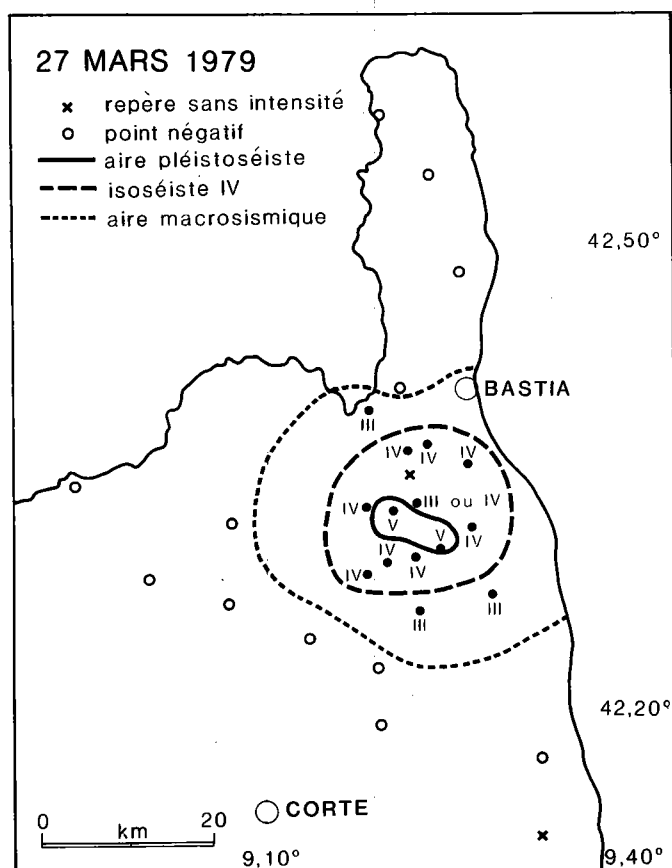 27 MARS 1979
repère sans intensité
point négatif
aire pléistoséiste
isoséiste IV
aire macrosismique
42,50°
BASTIA
III
IV IV IV
III ou IV
IV V
V IV
IV
IV IV
III III
42,20°
CORTE
0 20
km
9,10° 9,40°